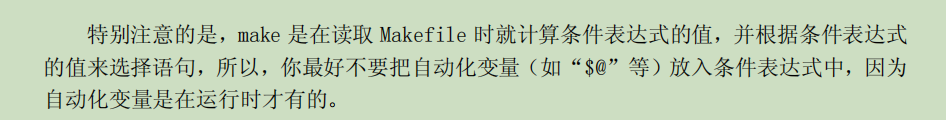 特别注意的是，make 是在读取 Makefile 时就计算条件表达式的值，并根据条件表达式
的值来选择语句，所以，你最好不要把自动化变量（如“$@”等）放入条件表达式中，因为
自动化变量是在运行时才有的。